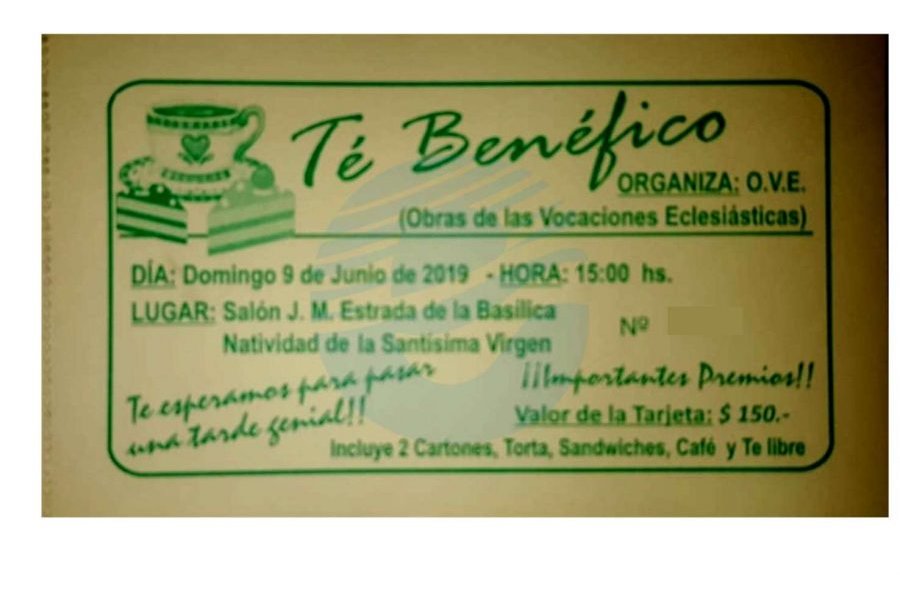 Té Benéfico
ORGANIZA: O.V.E.
(Obras de las Vocaciones Eclesiásticas)
DÍA: Domingo 9 de Junio de 2019 - HORA: 15:00 hs.
LUGAR: Salón J. M. Estrada de la Basílica
Natividad de la Santísima Virgen
Nº
Te esperamos para pasar
una tarde genial!!
¡¡Importantes Premios!!
Valor de la Tarjeta: $ 150.-
Incluye 2 Cartones, Torta, Sandwiches, Café y Te libre